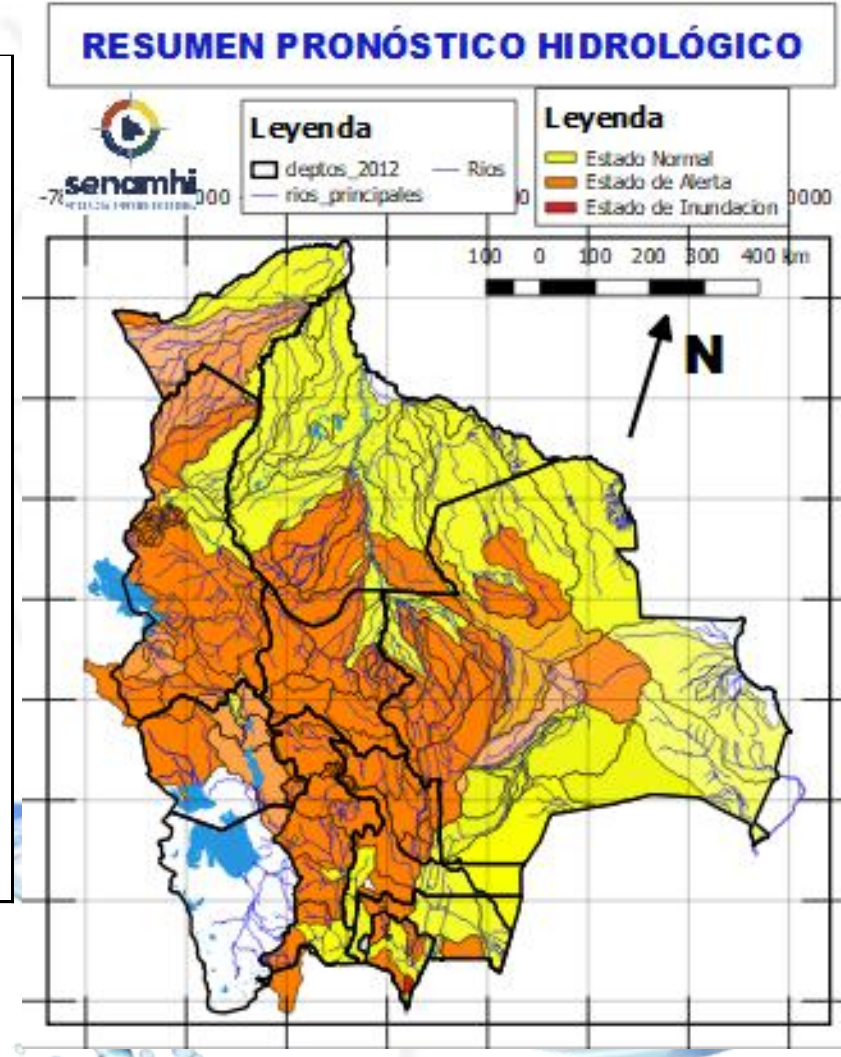 RESUMEN PRONÓSTICO HIDROLÓGICO
senamhi
Leyenda
deptos_2012
Rios
rios_principales
Leyenda
Estado Normal
Estado de Alerta
Estado de Inundacion
100 0 100 200 300 400 km
N